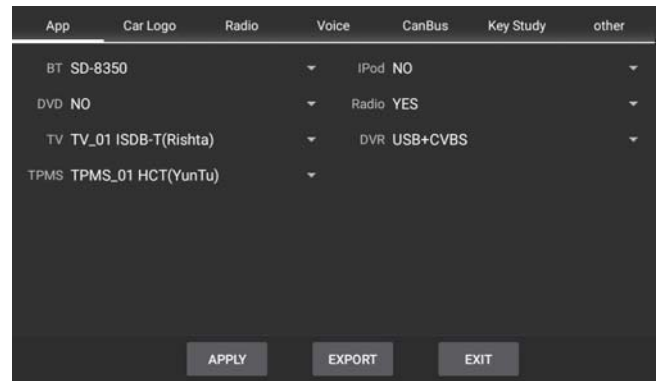 App Car Logo Radio Voice CanBus Key Study other
BT SD-8350 IPod NO
DVD NO Radio YES
TV TV_01 ISDB-T(Rishta) DVR USB+CVBS
TPMS TPMS_01 HCT(YunTu)
APPLY EXPORT EXIT